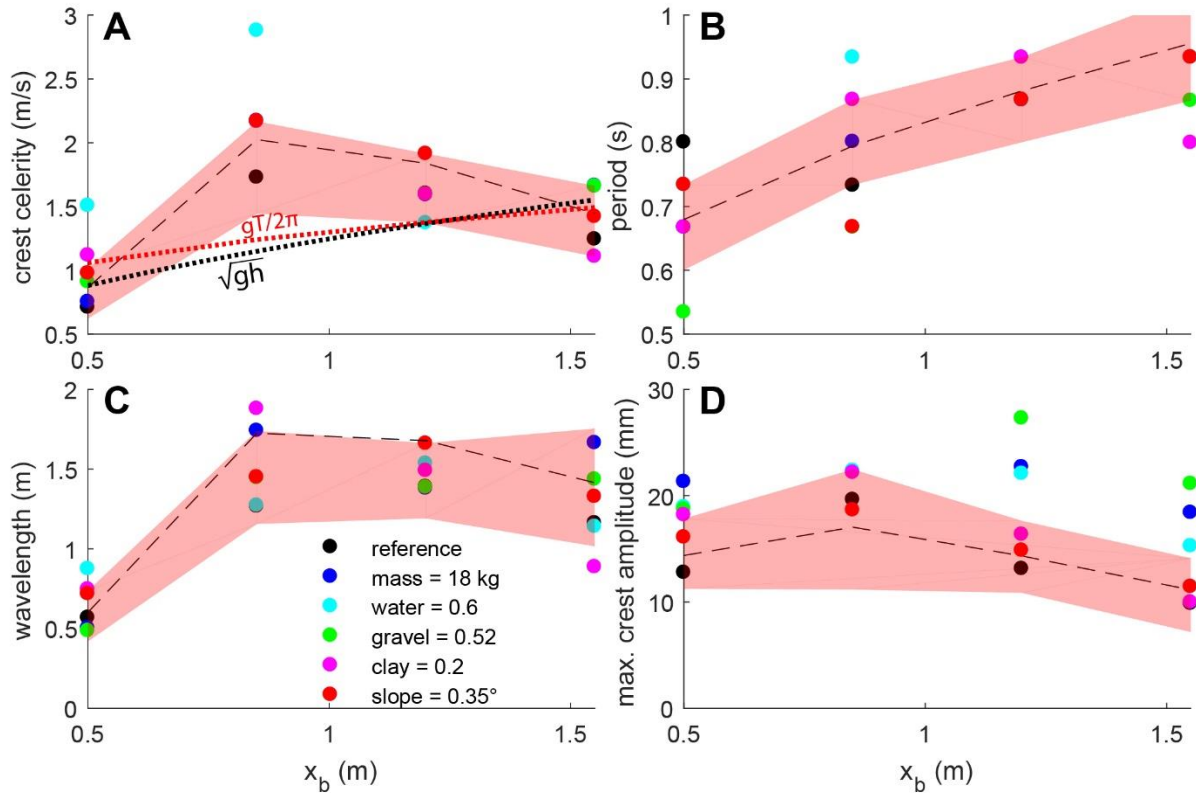 A
crest celerity (m/s)
3
2.5
2
1.5
1
0.5
gT/2π
√gh
0.5
1
1.5
B
period (s)
1
0.9
0.8
0.7
0.6
0.5
0.5
1
1.5
C
wavelength (m)
2
1.5
1
0.5
0
reference
mass = 18 kg
water = 0.6
gravel = 0.52
clay = 0.2
slope = 0.35°
0.5
1
1.5
x_b (m)
D
max. crest amplitude (mm)
30
20
10
0
0.5
1
1.5
x_b (m)